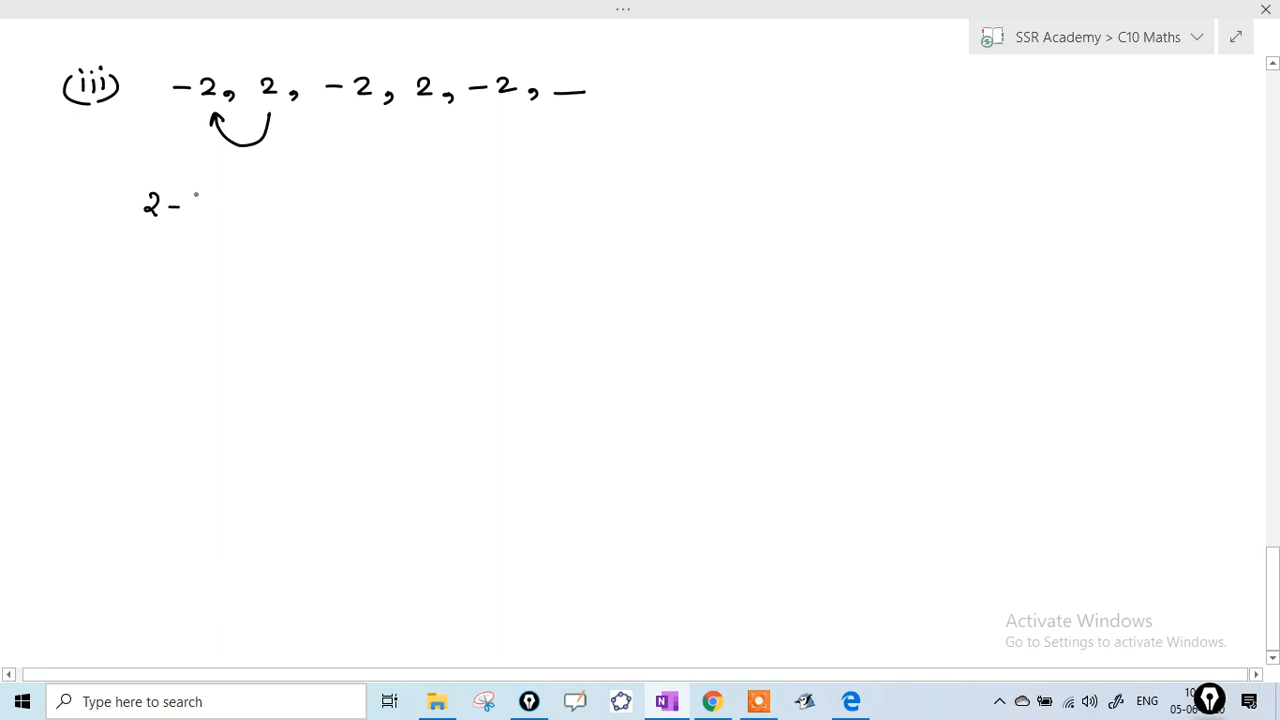 ...
SSR Academy > C10 Maths
(iii) -2, 2, -2, 2, -2, __
2-
Activate Windows
Go to Settings to activate Windows.
Type here to search
ENG